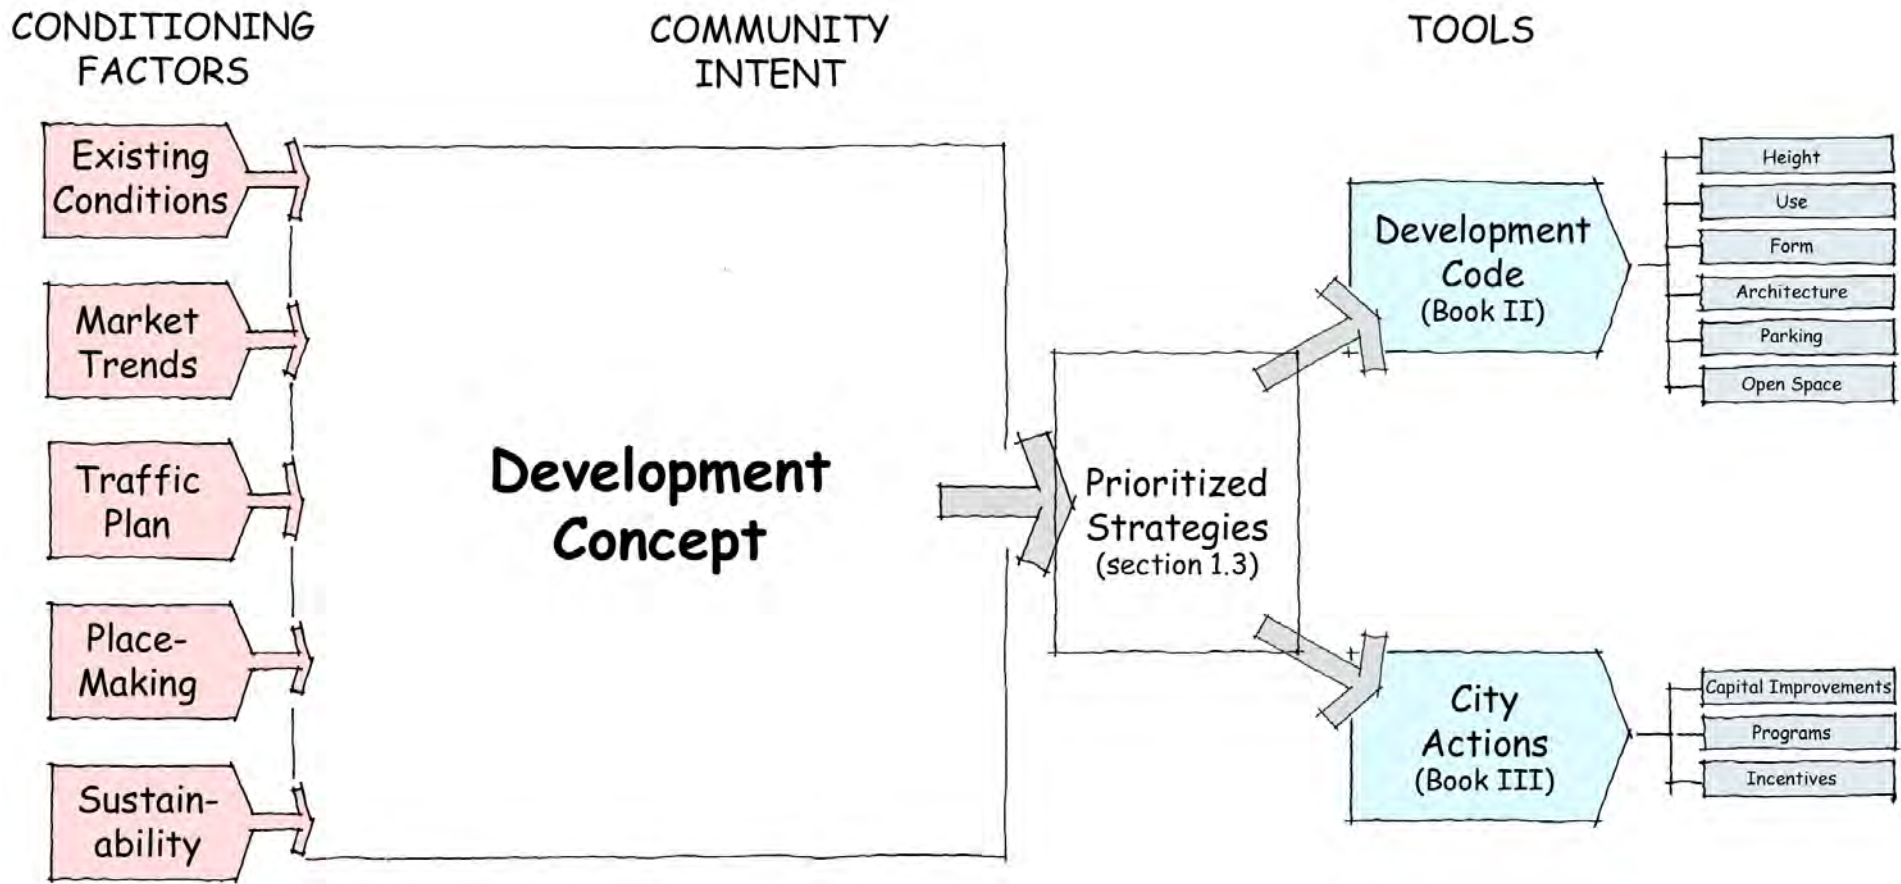 CONDITIONING
FACTORS
COMMUNITY
INTENT
TOOLS
Existing
Conditions
Market
Trends
Traffic
Plan
Place-
Making
Sustain-
ability
Development
Concept
Prioritized
Strategies
(section 1.3)
Development
Code
(Book II)
Height
Use
Form
Architecture
Parking
Open Space
City
Actions
(Book III)
Capital Improvements
Programs
Incentives